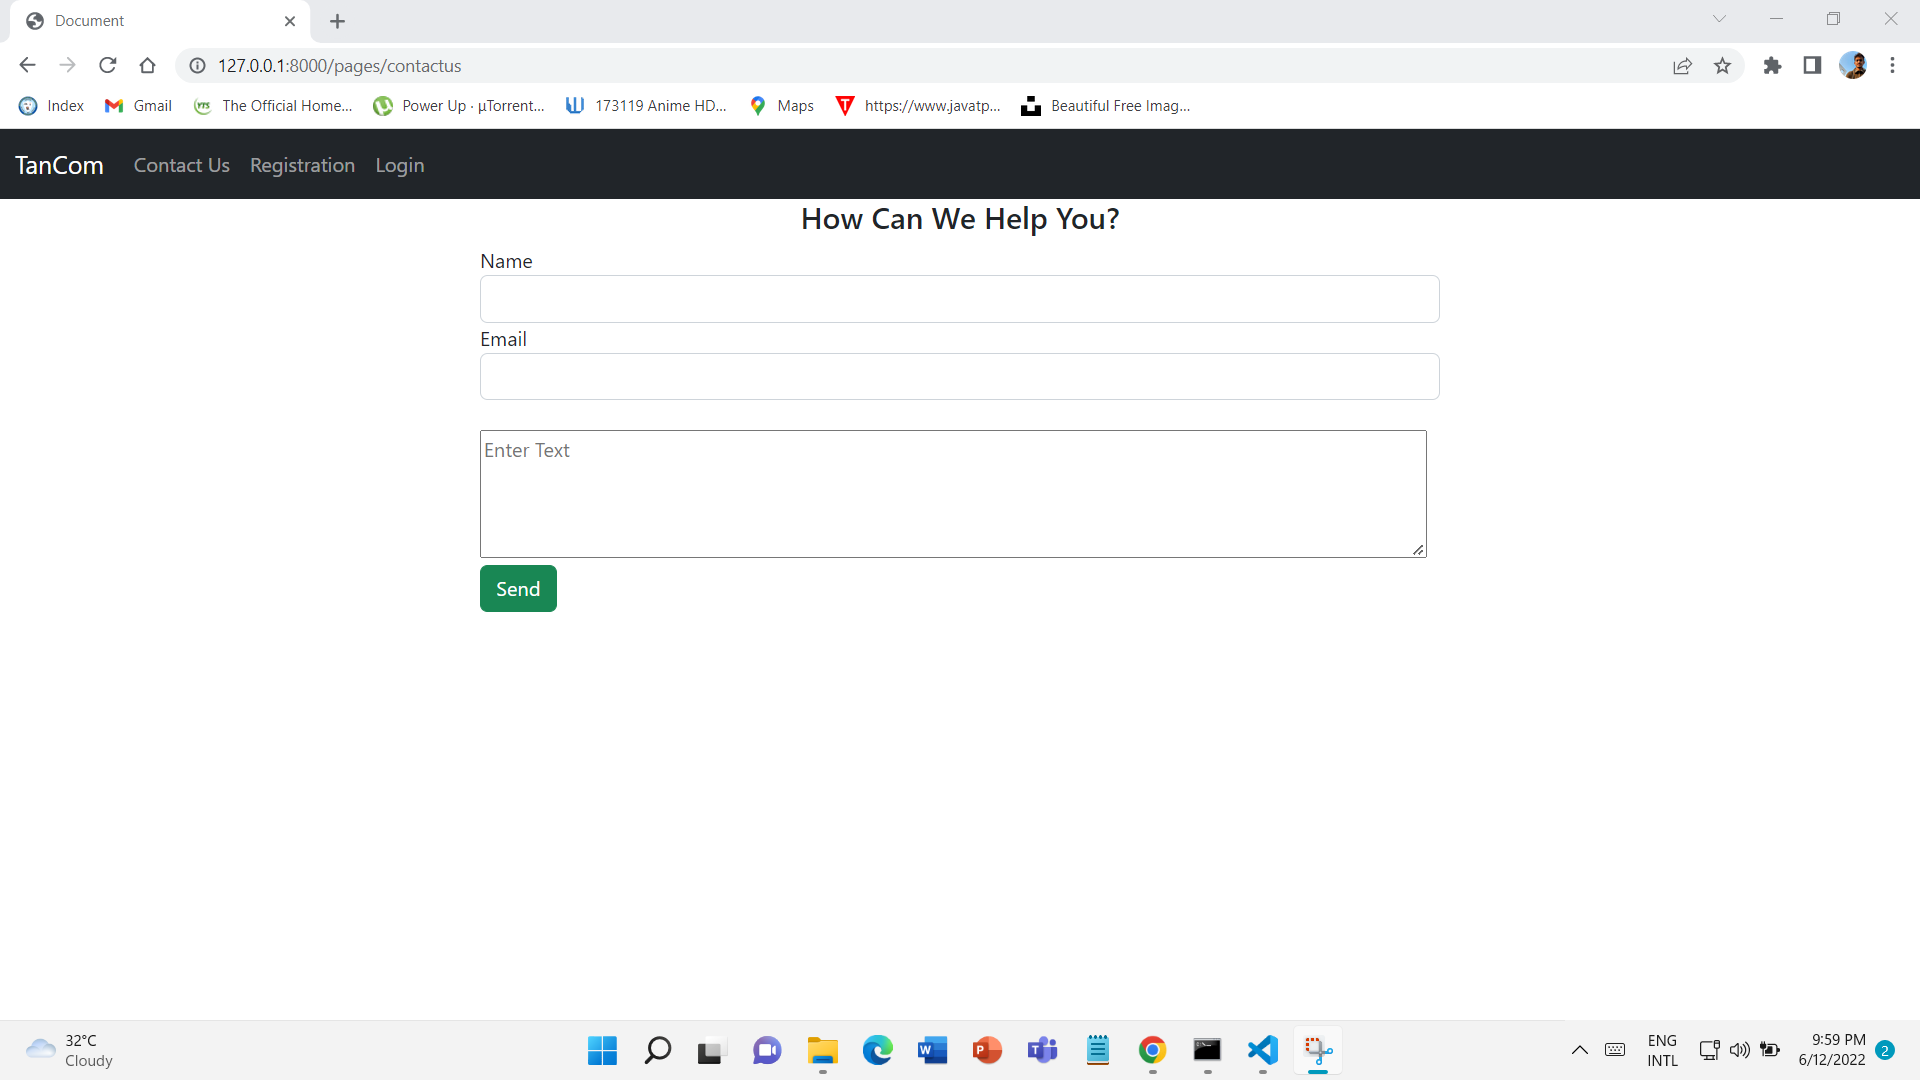 Document
127.0.0.1:8000/pages/contactus
Index Gmail The Official Home... Power Up · µTorrent... 173119 Anime HD... Maps https://www.javatp... Beautiful Free Imag...
TanCom Contact Us Registration Login
How Can We Help You?
Name
Email
Enter Text
Send
32°C
Cloudy
ENG
INTL
9:59 PM
6/12/2022
2